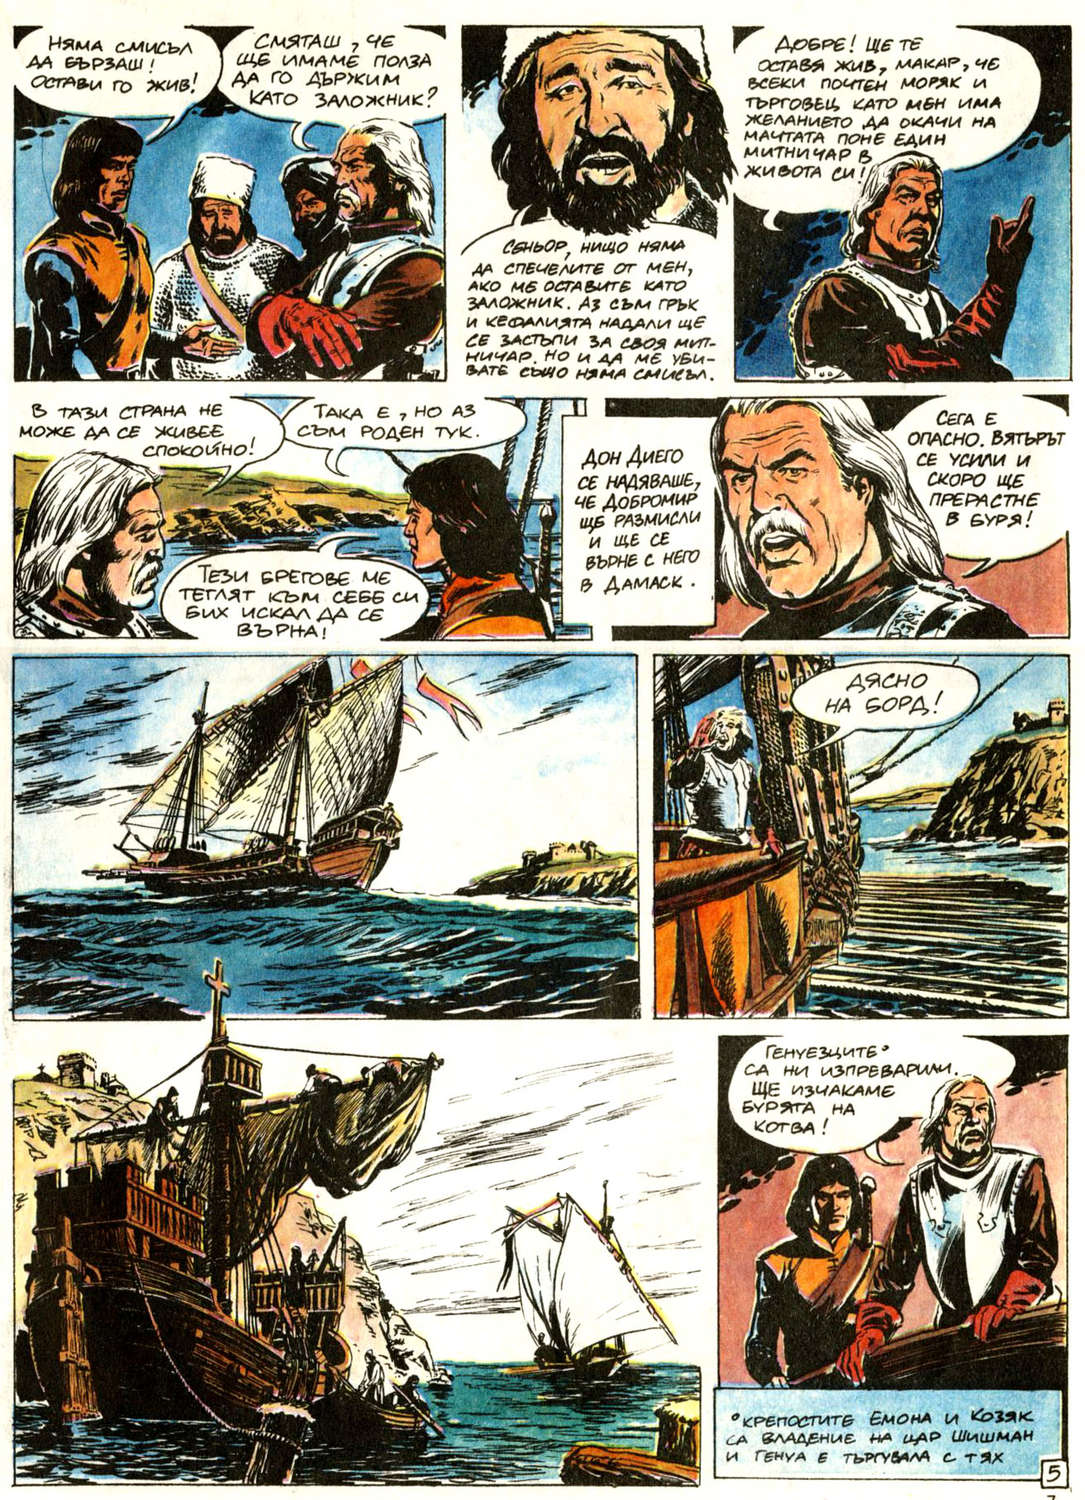 НЯМА СМИСЪЛ
ДА БЪРЗАШ!
ОСТАВИ ГО ЖИВ!
СМЯТАШ, ЧЕ
ЩЕ ИМАМЕ ПОЛЗА
ДА ГО ДЪРЖИМ
КАТО ЗАЛОЖНИК?
СЕНЬОР, НИЩО НЯМА
ДА СПЕЧЕЛИТЕ ОТ МЕН,
АКО МЕ ОСТАВИТЕ КАТО
ЗАЛОЖНИК. АЗ СЪМ ГРЪК
И КЕФАЛИЯТА НАДАЛИ ЩЕ
СЕ ЗАСТЪПИ ЗА СВОЯ МИТ-
НИЧАР. НО И ДА МЕ УБИ-
ВАТЕ СЪЩО НЯМА СМИСЪЛ.
ДОБРЕ! ЩЕ ТЕ
ОСТАВЯ ЖИВ, МАКАР, ЧЕ
ВСЕКИ ПОЧТЕН МОРЯК И
ТЪРГОВЕЦ КАТО МЕН ИМА
ЖЕЛАНИЕТО ДА ОКАЧИ НА
МАЧТАТА ПОНЕ ЕДИН
МИТНИЧАР В
ЖИВОТА СИ!
В ТАЗИ СТРАНА НЕ
МОЖЕ ДА СЕ ЖИВЕЕ
СПОКОЙНО!
ТАКА Е, НО АЗ
СЪМ РОДЕН ТУК.
ТЕЗИ БРЕГОВЕ МЕ
ТЕГЛЯТ КЪМ СЕБЕ СИ
БИХ ИСКАЛ ДА СЕ
ВЪРНА!
ДОН ДИЕГО
СЕ НАДЯВАШЕ,
ЧЕ ДОБРОМИР
ЩЕ РАЗМИСЛИ
И ЩЕ СЕ
ВЪРНЕ С НЕГО
В ДАМАСК.
СЕГА Е
ОПАСНО. ВЯТЪРЪТ
СЕ УСИЛИ И
СКОРО ЩЕ
ПРЕРАСТНЕ
В БУРЯ!
ДЯСНО
НА БОРД!
ГЕНУЕЗЦИТЕ°
СА НИ ИЗПРЕВАРИЛИ.
ЩЕ ИЗЧАКАМЕ
БУРЯТА НА
КОТВА!
°КРЕПОСТИТЕ ЕМОНА И КОЗЯК
СА ВЛАДЕНИЕ НА ЦАР ШИШМАН
И ГЕНУА Е ТЪРГУВАЛА С ТЯХ
5